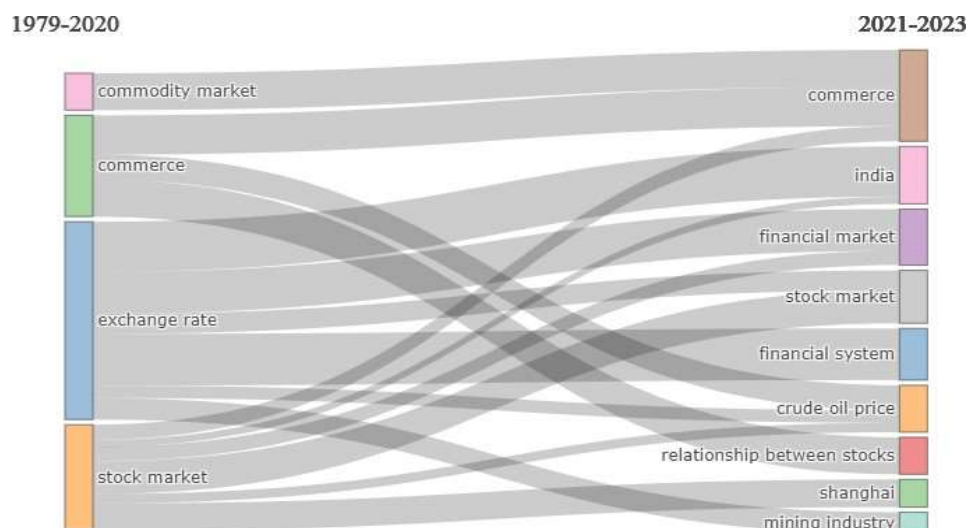 1979-2020
2021-2023
commodity market
commerce
exchange rate
stock market
commerce
india
financial market
stock market
financial system
crude oil price
relationship between stocks
shanghai
mining industry